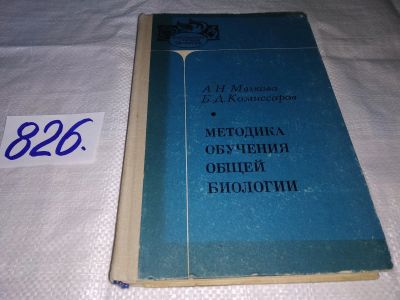 826.
А. Н. Мягкова
Б. Д. Комиссаров
МЕТОДИКА
ОБУЧЕНИЯ
ОБЩЕЙ
БИОЛОГИИ